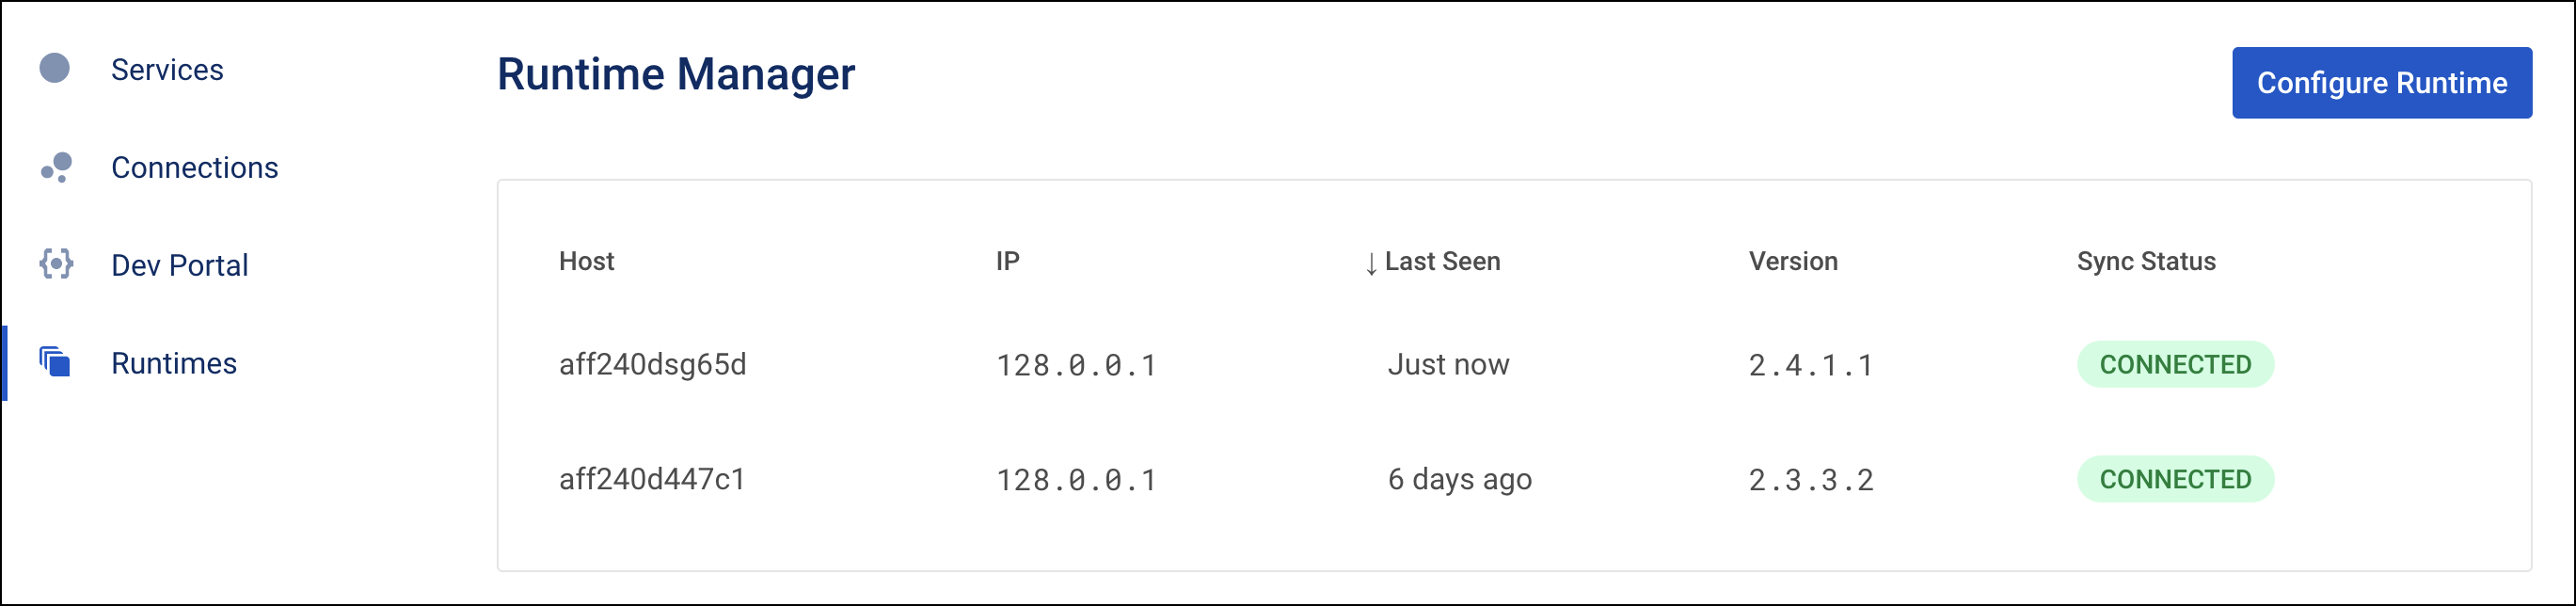 Services
Connections
Dev Portal
Runtimes
Runtime Manager
Configure Runtime
Host IP ↓ Last Seen Version Sync Status
aff240dsg65d 128.0.0.1 Just now 2.4.1.1 CONNECTED
aff240d447c1 128.0.0.1 6 days ago 2.3.3.2 CONNECTED